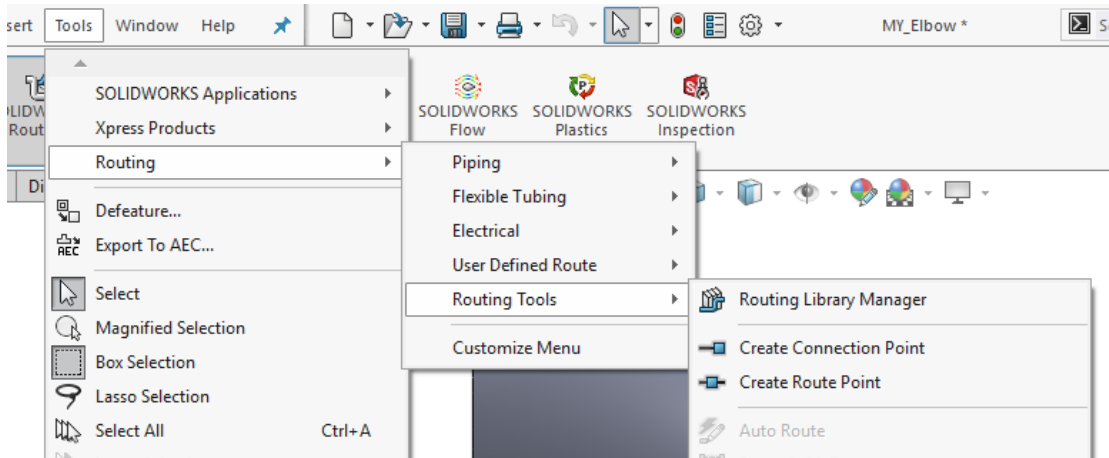 Tools Window Help MY_Elbow *
SOLIDWORKS Applications
Xpress Products
Routing
Defeature...
Export To AEC...
Select
Magnified Selection
Box Selection
Lasso Selection
Select All Ctrl+A
SOLIDWORKS Flow
SOLIDWORKS Plastics
SOLIDWORKS Inspection
Piping
Flexible Tubing
Electrical
User Defined Route
Routing Tools
Customize Menu
Routing Library Manager
Create Connection Point
Create Route Point
Auto Route